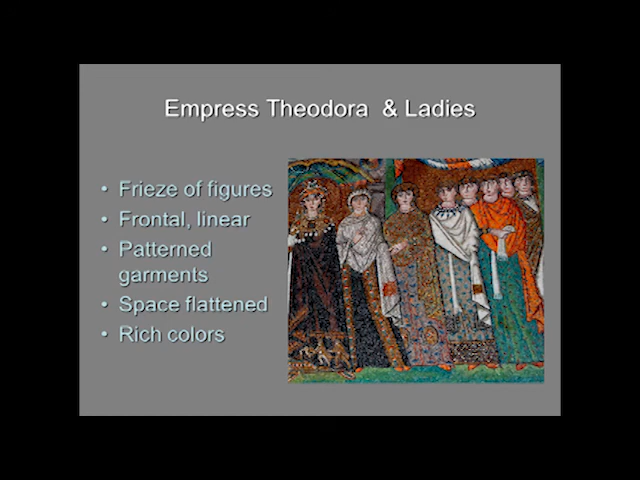 Empress Theodora & Ladies
• Frieze of figures
• Frontal, linear
• Patterned
garments
• Space flattened
• Rich colors